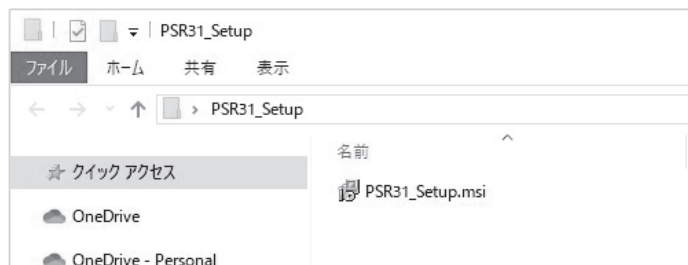 PSR31_Setup
ファイル ホーム 共有 表示
PSR31_Setup
クイック アクセス
OneDrive
OneDrive - Personal
名前
PSR31_Setup.msi